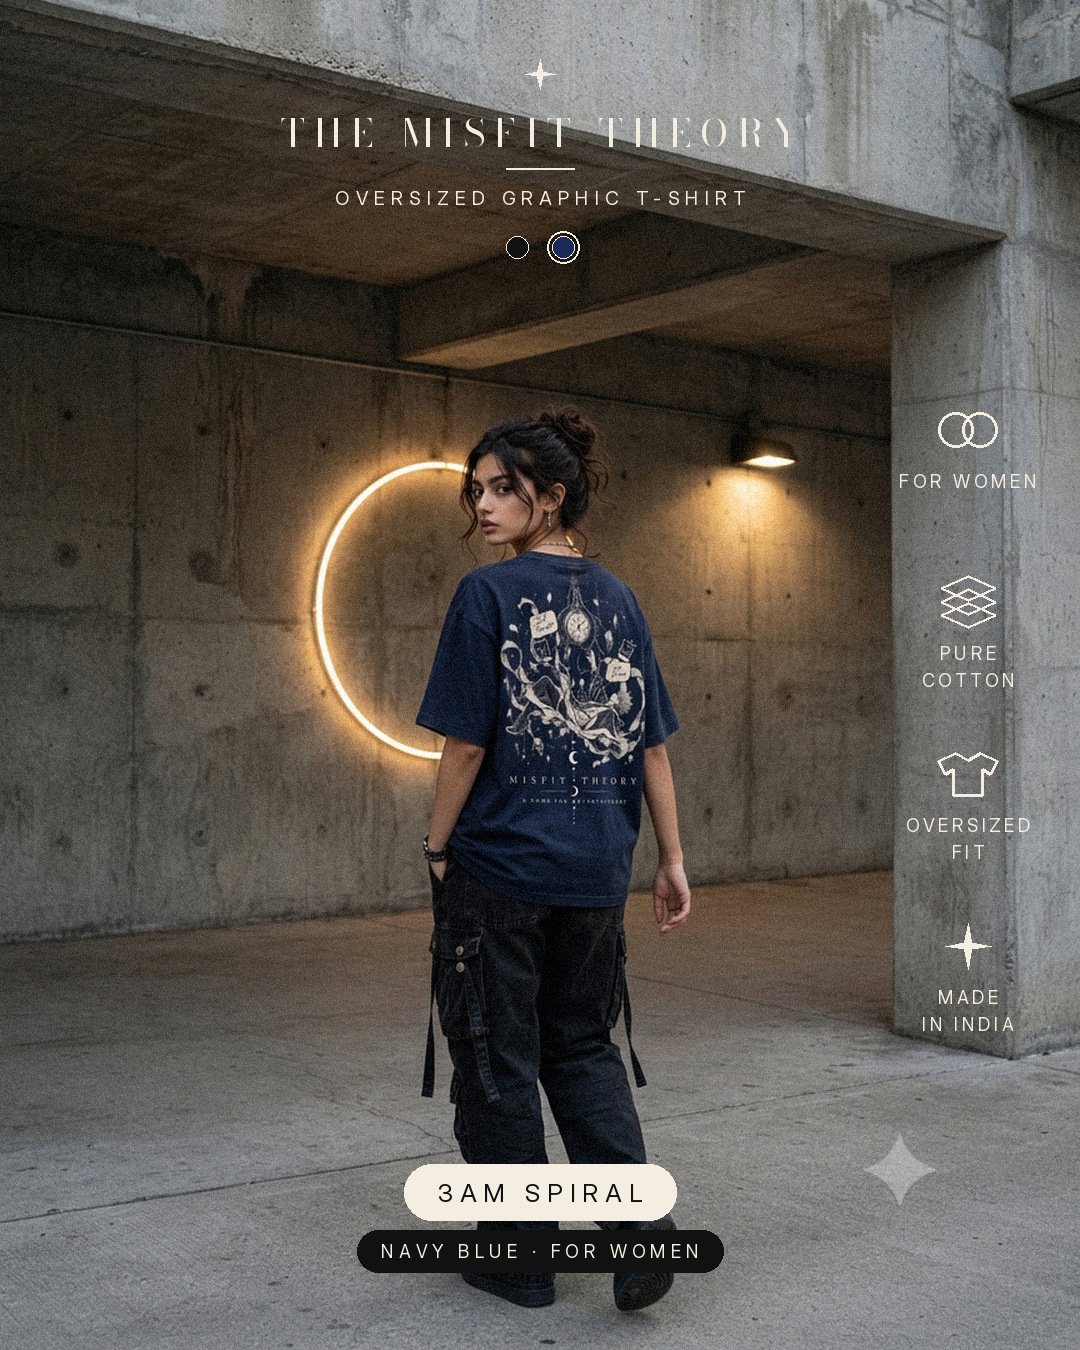 THE MISFIT THEORY
OVERSIZED GRAPHIC T-SHIRT
FOR WOMEN
PURE
COTTON
OVERSIZED
FIT
MADE
IN INDIA
MISFIT THEORY
3AM SPIRAL
NAVY BLUE · FOR WOMEN